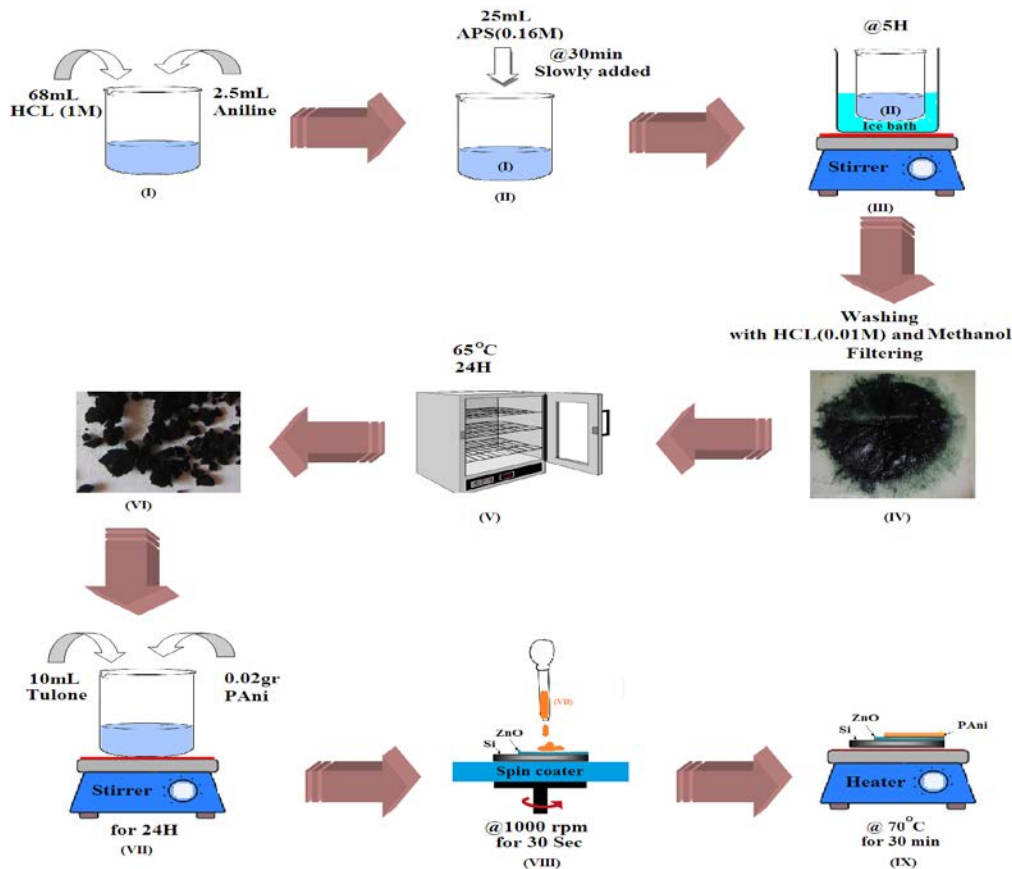 68mL
HCL (1M)
2.5mL
Aniline
(I)
25mL
APS(0.16M)
@30min
Slowly added
(I)
(II)
@5H
(II)
Ice bath
Stirrer
(III)
Washing
with HCL(0.01M) and Methanol
Filtering
(IV)
65°C
24H
(V)
(VI)
10mL
Tulone
0.02gr
PAni
Stirrer
for 24H
(VII)
(VII)
ZnO
Si
Spin coater
@1000 rpm
for 30 Sec
(VIII)
ZnO
Si
PAni
Heater
@ 70°C
for 30 min
(IX)